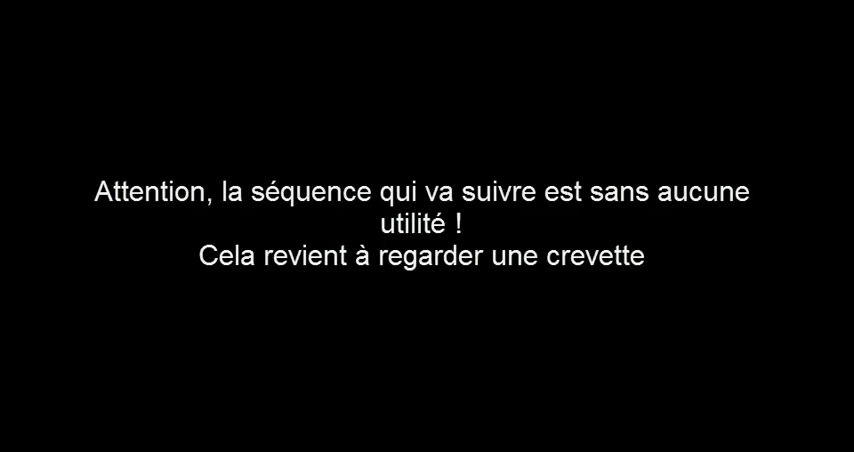 Attention, la séquence qui va suivre est sans aucune
utilité !
Cela revient à regarder une crevette